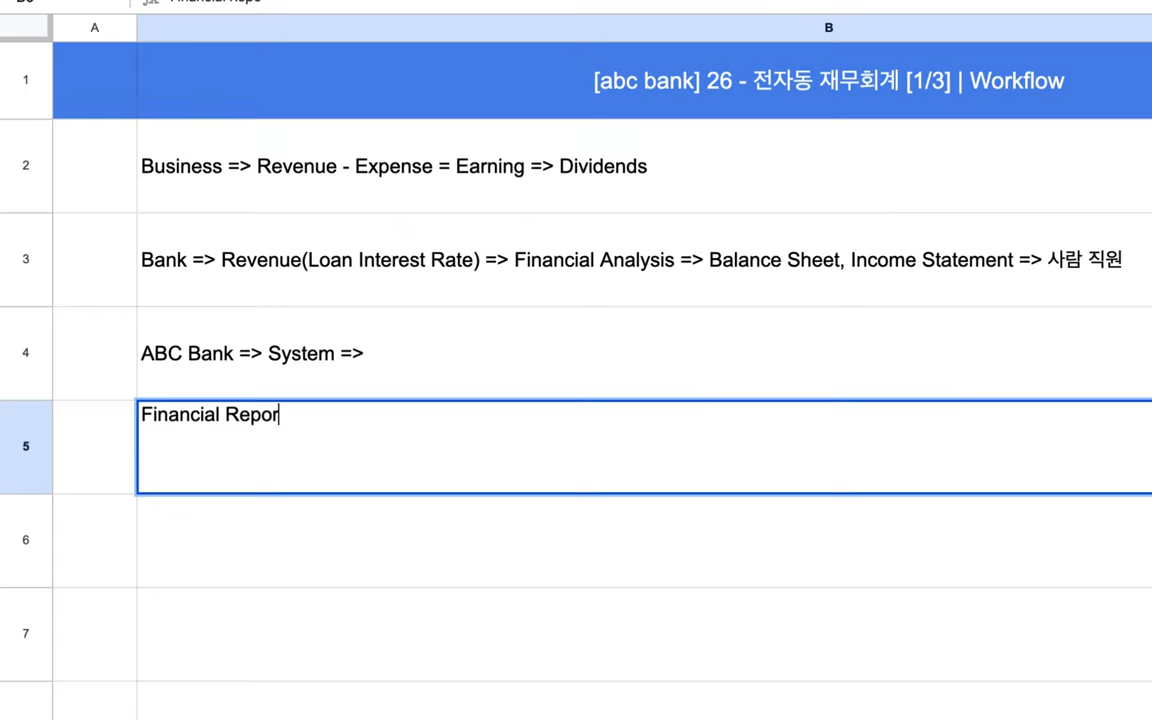 A
B
1
[abc bank] 26 - 전자동 재무회계 [1/3] | Workflow
2
Business => Revenue - Expense = Earning => Dividends
3
Bank => Revenue(Loan Interest Rate) => Financial Analysis => Balance Sheet, Income Statement => 사람 직원
4
ABC Bank => System =>
5
Financial Repor
6
7